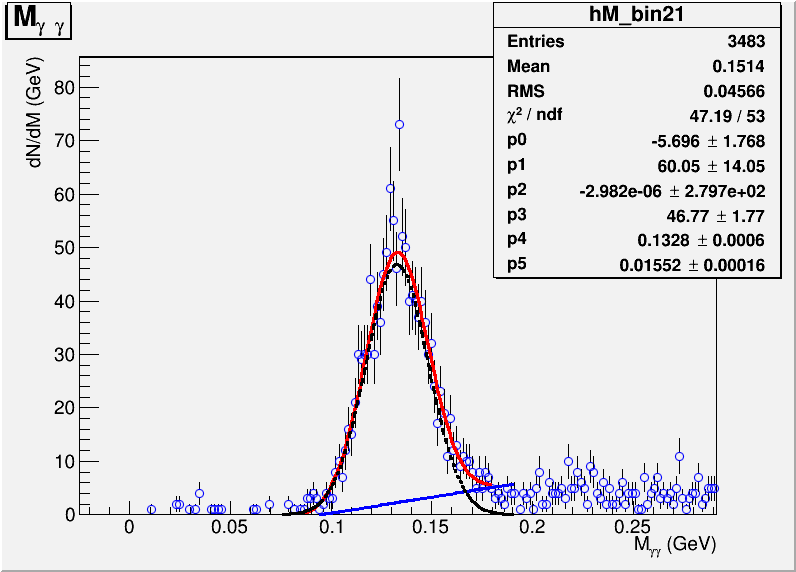 M γ γ
hM_bin21
Entries 3483
Mean 0.1514
RMS 0.04566
χ² / ndf 47.19 / 53
p0 -5.696 ± 1.768
p1 60.05 ± 14.05
p2 -2.982e-06 ± 2.797e+02
p3 46.77 ± 1.77
p4 0.1328 ± 0.0006
p5 0.01552 ± 0.00016
dN/dM (GeV)
80
70
60
50
40
30
20
10
0
0 0.05 0.1 0.15 0.2 0.25
Mγγ (GeV)